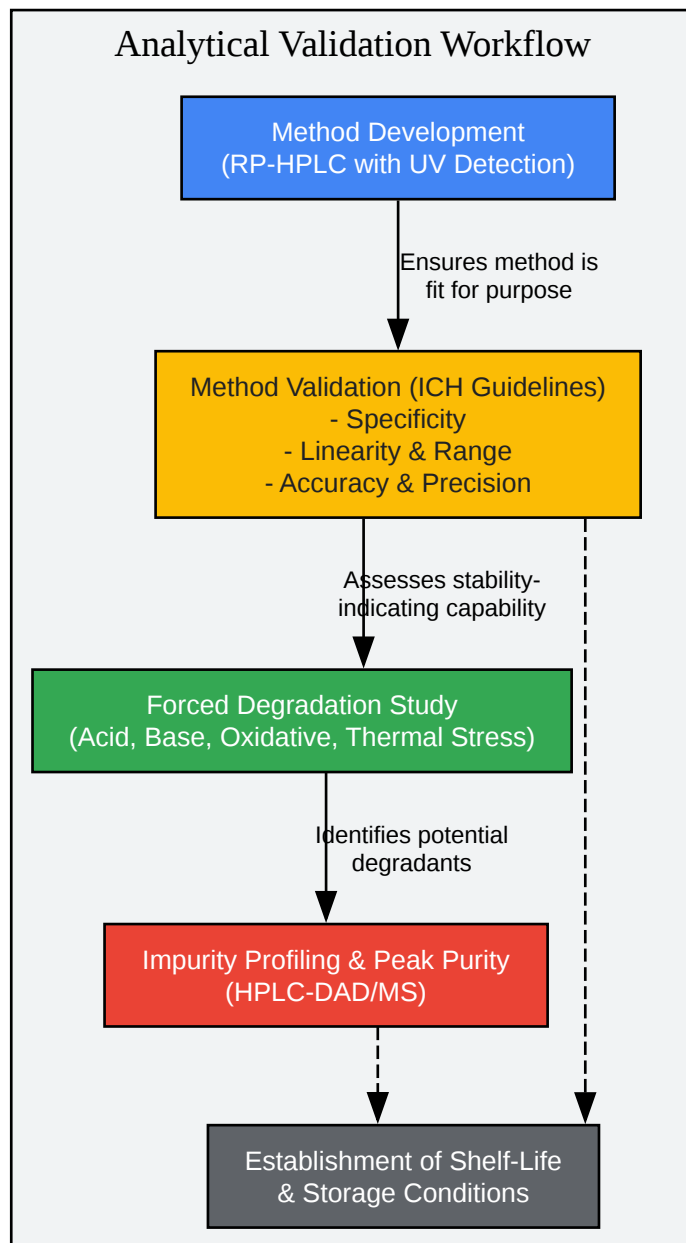 Analytical Validation Workflow
Method Development
(RP-HPLC with UV Detection)
Ensures method is
fit for purpose
Method Validation (ICH Guidelines)
- Specificity
- Linearity & Range
- Accuracy & Precision
Assesses stability-
indicating capability
Forced Degradation Study
(Acid, Base, Oxidative, Thermal Stress)
Identifies potential
degradants
Impurity Profiling & Peak Purity
(HPLC-DAD/MS)
Establishment of Shelf-Life
& Storage Conditions